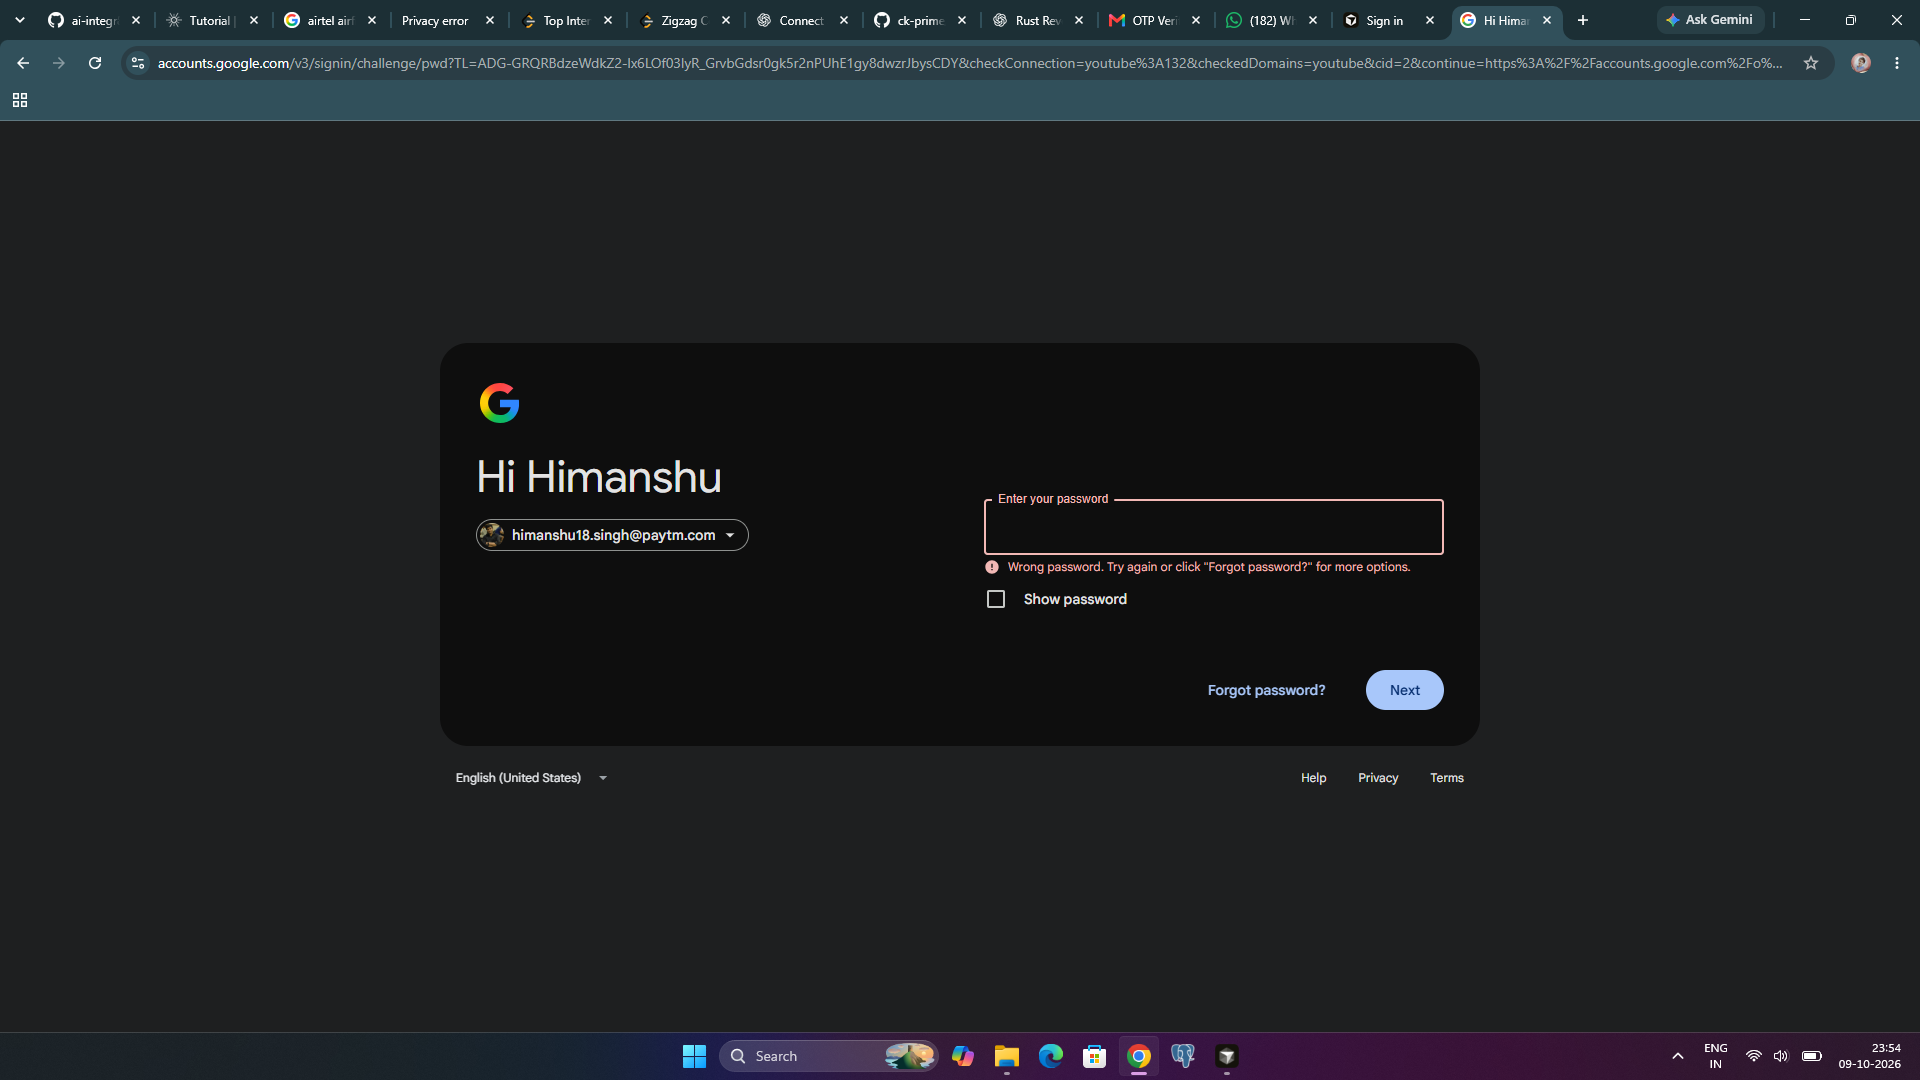 ai-integr
Tutorial |
airtel airf
Privacy error
Top Inter
Zigzag C
Connect
ck-prime
Rust Rev
OTP Veri
(182) Wh
Sign in
Hi Himan
Ask Gemini
accounts.google.com/v3/signin/challenge/pwd?TL=ADG-GRQRBdzeWdkZ2-Ix6LOf03IyR_GrvbGdsr0gk5r2nPUhE1gy8dwzrJbysCDY&checkConnection=youtube%3A132&checkedDomains=youtube&cid=2&continue=https%3A%2F%2Faccounts.google.com%2Fo%...
Hi Himanshu
himanshu18.singh@paytm.com
Enter your password
Wrong password. Try again or click "Forgot password?" for more options.
Show password
Forgot password?
Next
English (United States)
Help
Privacy
Terms
Search
ENG
IN
23:54
09-10-2026